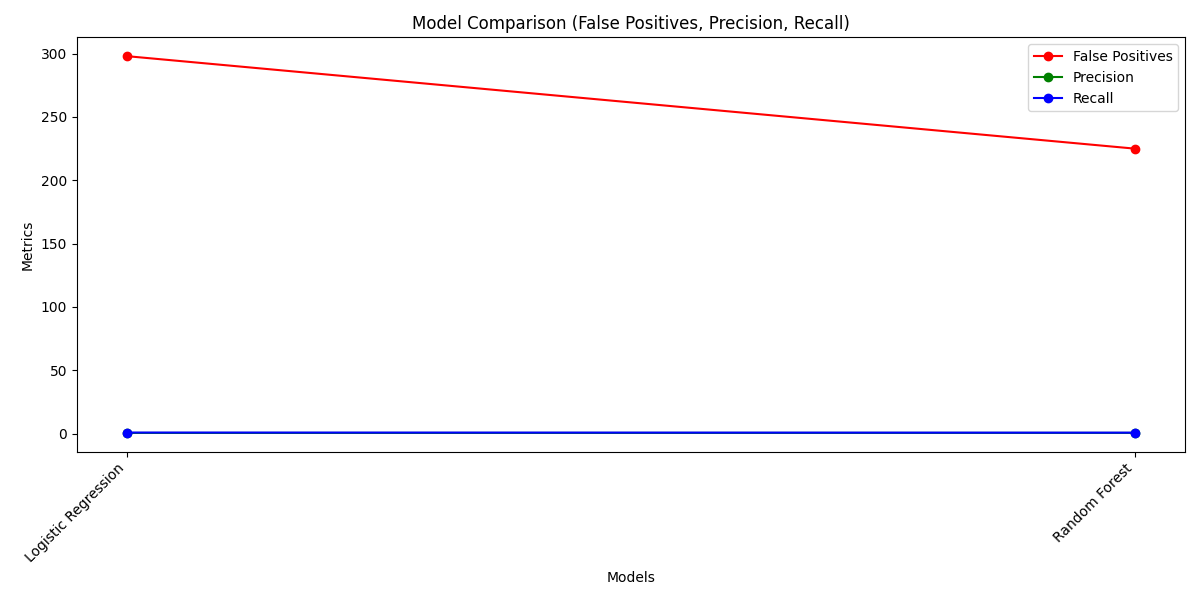 Model Comparison (False Positives, Precision, Recall)
False Positives
Precision
Recall
300
250
200
150
100
50
0
Metrics
Logistic Regression
Random Forest
Models